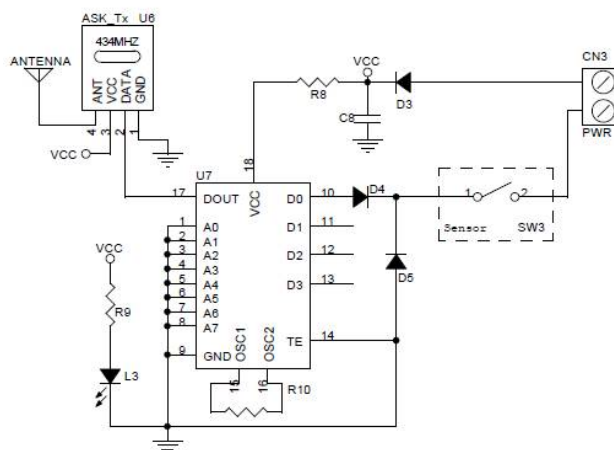 ASK_Tx U6
434MHZ
ANTENNA
ANT
VCC
DATA
GND
4
3
2
1
VCC
VCC
R8
C8
D3
CN3
PWR
18
U7
17
DOUT
VCC
D0
10
D4
1
A0
D1
11
2
A1
3
A2
D2
12
4
A3
5
A4
D3
13
6
A5
7
A6
8
A7
TE
14
9
GND
OSC1
OSC2
15
16
R10
D5
1
2
Sensor
SW3
VCC
R9
L3